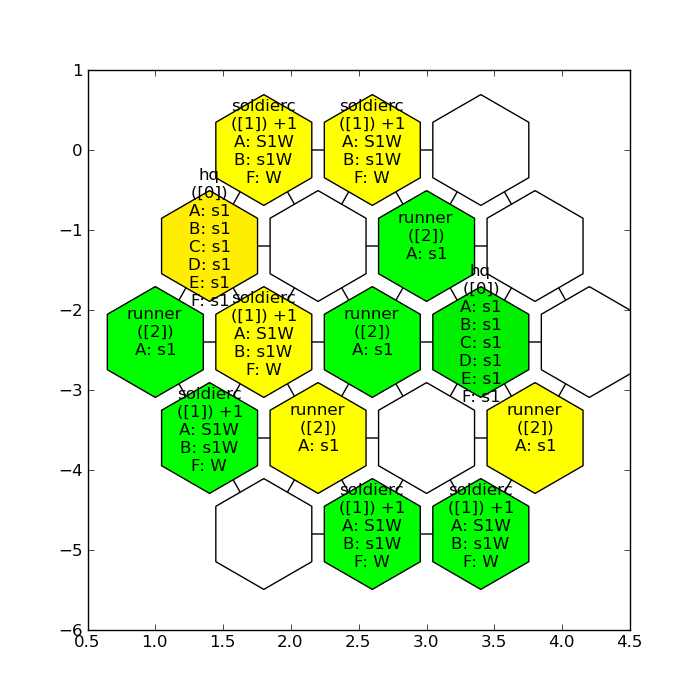 1
0
−1
−2
−3
−4
−5
−6
0.5
1.0
1.5
2.0
2.5
3.0
3.5
4.0
4.5
soldierc
([1]) +1
A: S1W
B: s1W
F: W
soldierc
([1]) +1
A: S1W
B: s1W
F: W
hq
([0])
A: s1
B: s1
C: s1
D: s1
E: s1
F: s1
runner
([2])
A: s1
runner
([2])
A: s1
soldierc
([1]) +1
A: S1W
B: s1W
F: W
runner
([2])
A: s1
hq
([0])
A: s1
B: s1
C: s1
D: s1
E: s1
F: s1
soldierc
([1]) +1
A: S1W
B: s1W
F: W
runner
([2])
A: s1
runner
([2])
A: s1
soldierc
([1]) +1
A: S1W
B: s1W
F: W
soldierc
([1]) +1
A: S1W
B: s1W
F: W